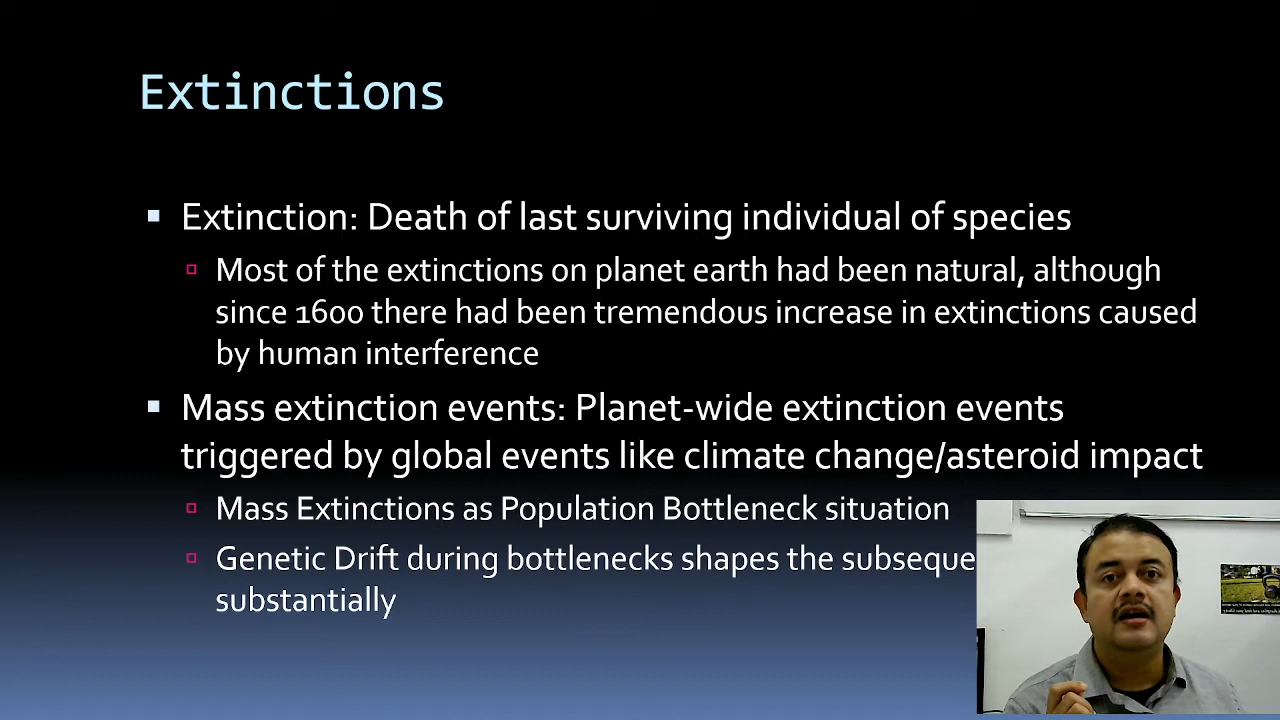 Extinctions
Extinction: Death of last surviving individual of species
Most of the extinctions on planet earth had been natural, although
since 1600 there had been tremendous increase in extinctions caused
by human interference
Mass extinction events: Planet-wide extinction events
triggered by global events like climate change/asteroid impact
Mass Extinctions as Population Bottleneck situation
Genetic Drift during bottlenecks shapes the subseque
substantially